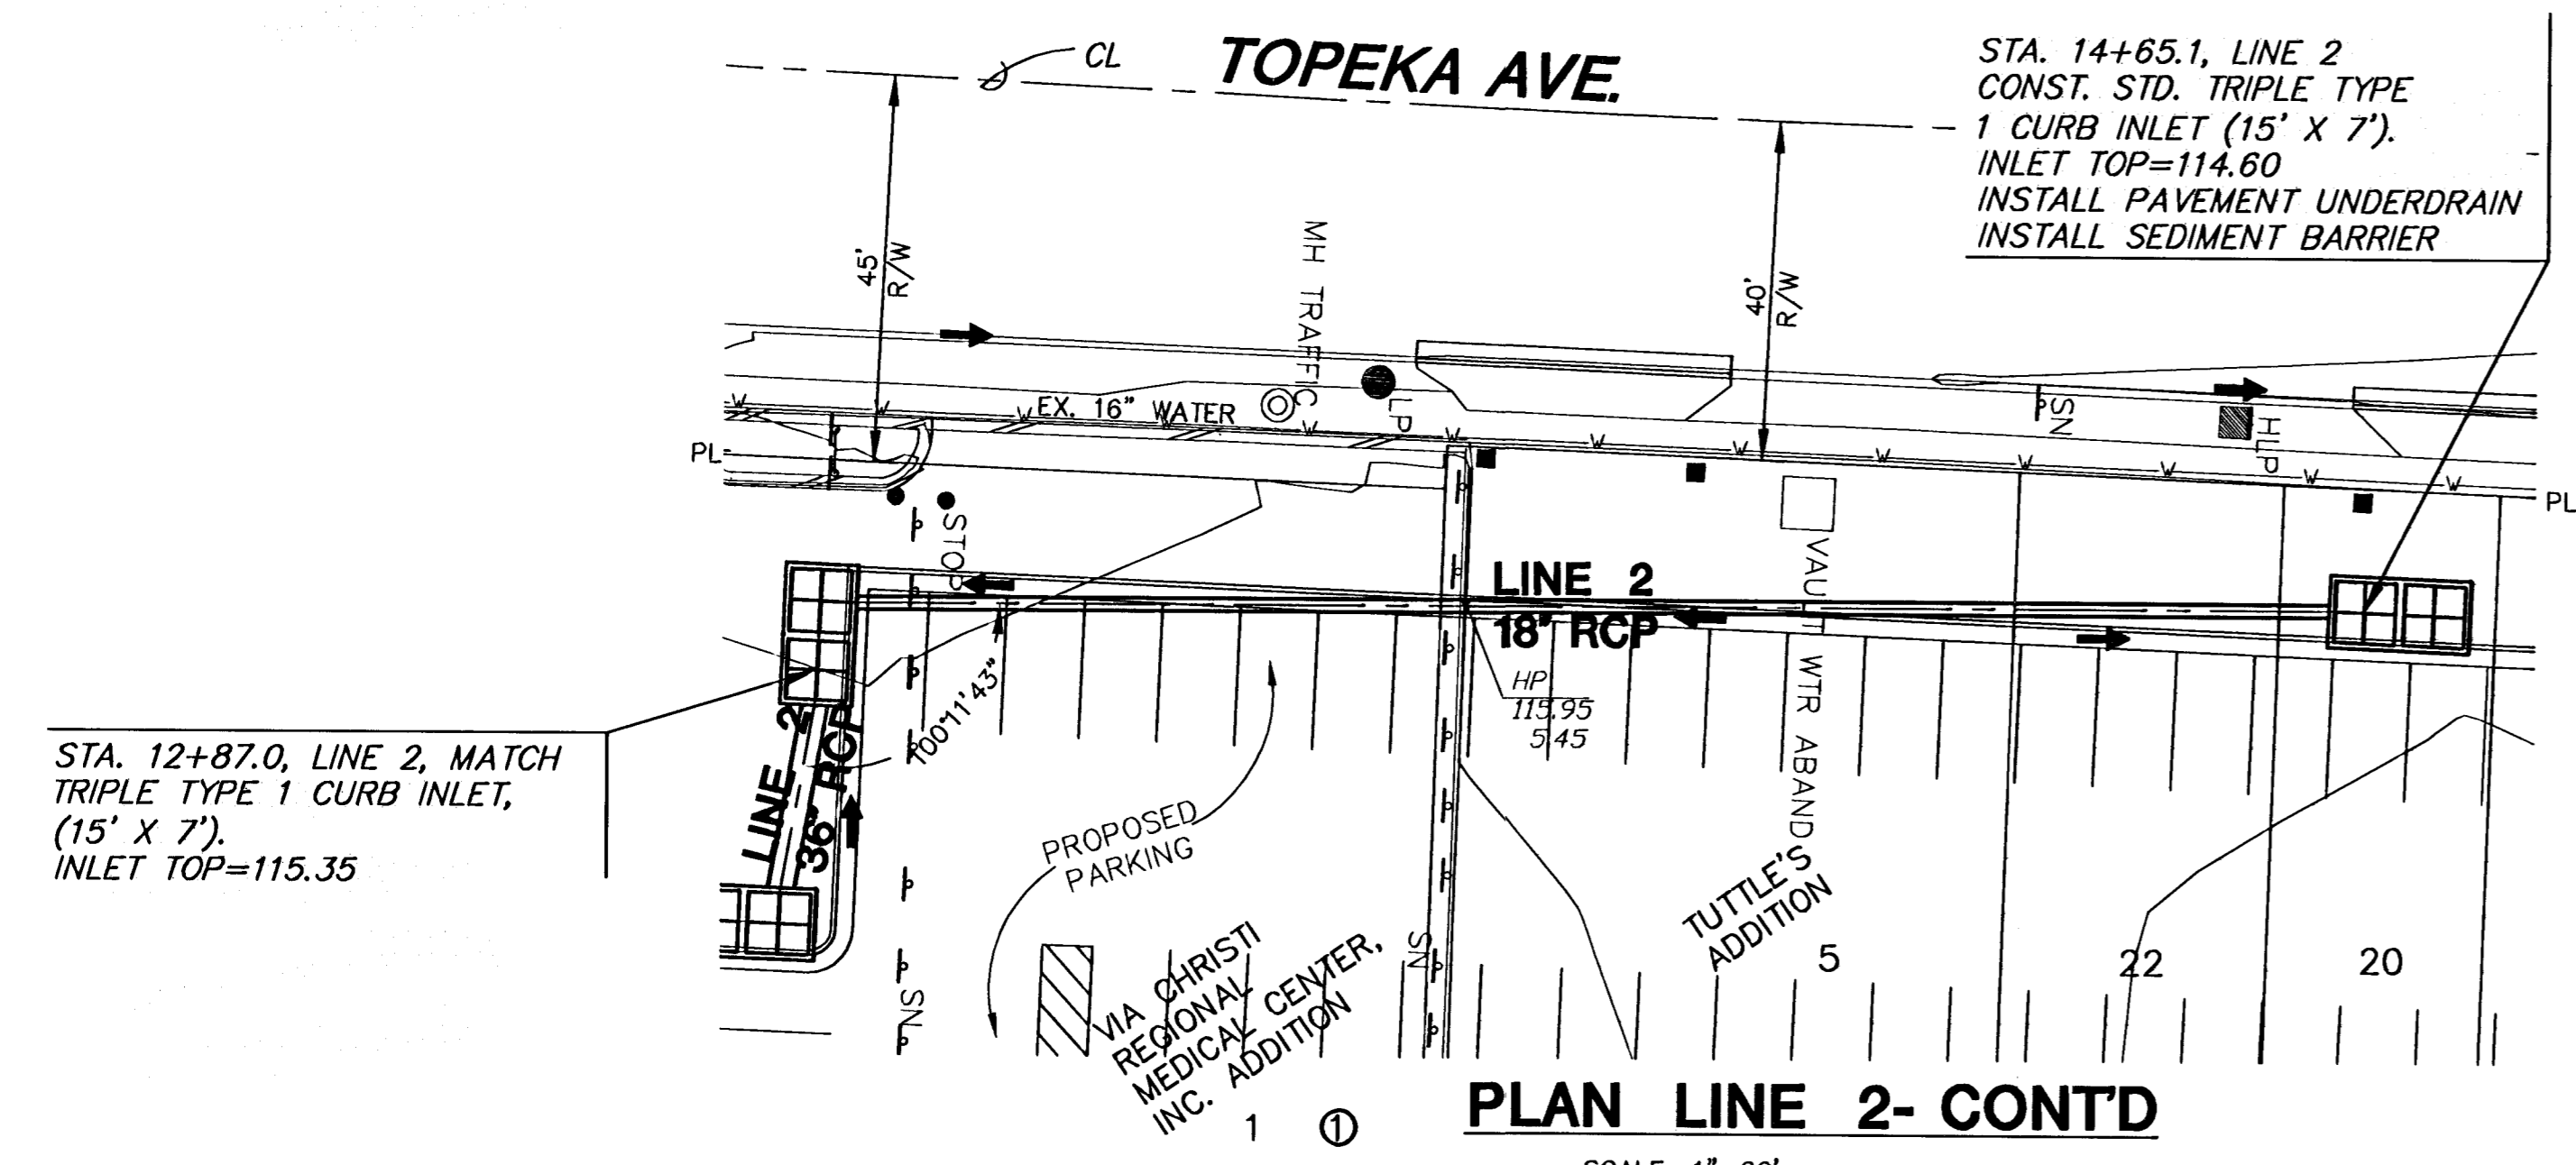 CL
TOPEKA AVE.
STA. 14+65.1, LINE 2
CONST. STD. TRIPLE TYPE
1 CURB INLET (15' X 7').
INLET TOP=114.60
INSTALL PAVEMENT UNDERDRAIN
INSTALL SEDIMENT BARRIER
45'
R/W
MH TRAFFIC
40'
R/W
W
W
W
EX. 16" WATER
W
W
LP
W
W
W
W
W
W
W
W
SN
HLP
PL
PL
STOP
VAULT
LINE 2
18" RCP
WTR ABAND
HP
115.95
5.45
100°11'43"
LINE 2
36" RCP
STA. 12+87.0, LINE 2, MATCH
TRIPLE TYPE 1 CURB INLET,
(15' X 7').
INLET TOP=115.35
PROPOSED
PARKING
TUTTLE'S
ADDITION
5
22
20
SN
SN
VIA CHRISTI
REGIONAL
MEDICAL CENTER,
INC. ADDITION
1
1
PLAN LINE 2- CONT'D